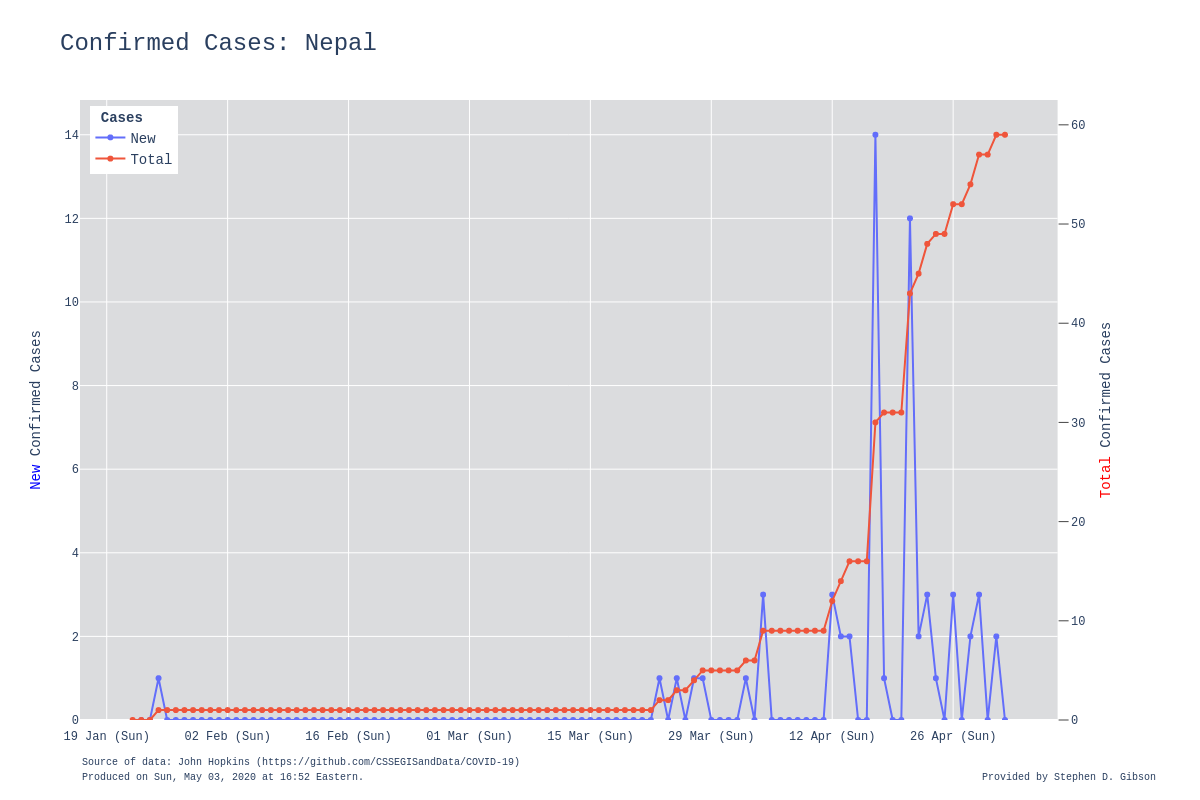 Confirmed Cases: Nepal
Cases
New
Total
14
12
10
8
6
4
2
0
60
50
40
30
20
10
0
New Confirmed Cases
Total Confirmed Cases
19 Jan (Sun)
02 Feb (Sun)
16 Feb (Sun)
01 Mar (Sun)
15 Mar (Sun)
29 Mar (Sun)
12 Apr (Sun)
26 Apr (Sun)
Source of data: John Hopkins (https://github.com/CSSEGISandData/COVID-19)
Produced on Sun, May 03, 2020 at 16:52 Eastern.
Provided by Stephen D. Gibson